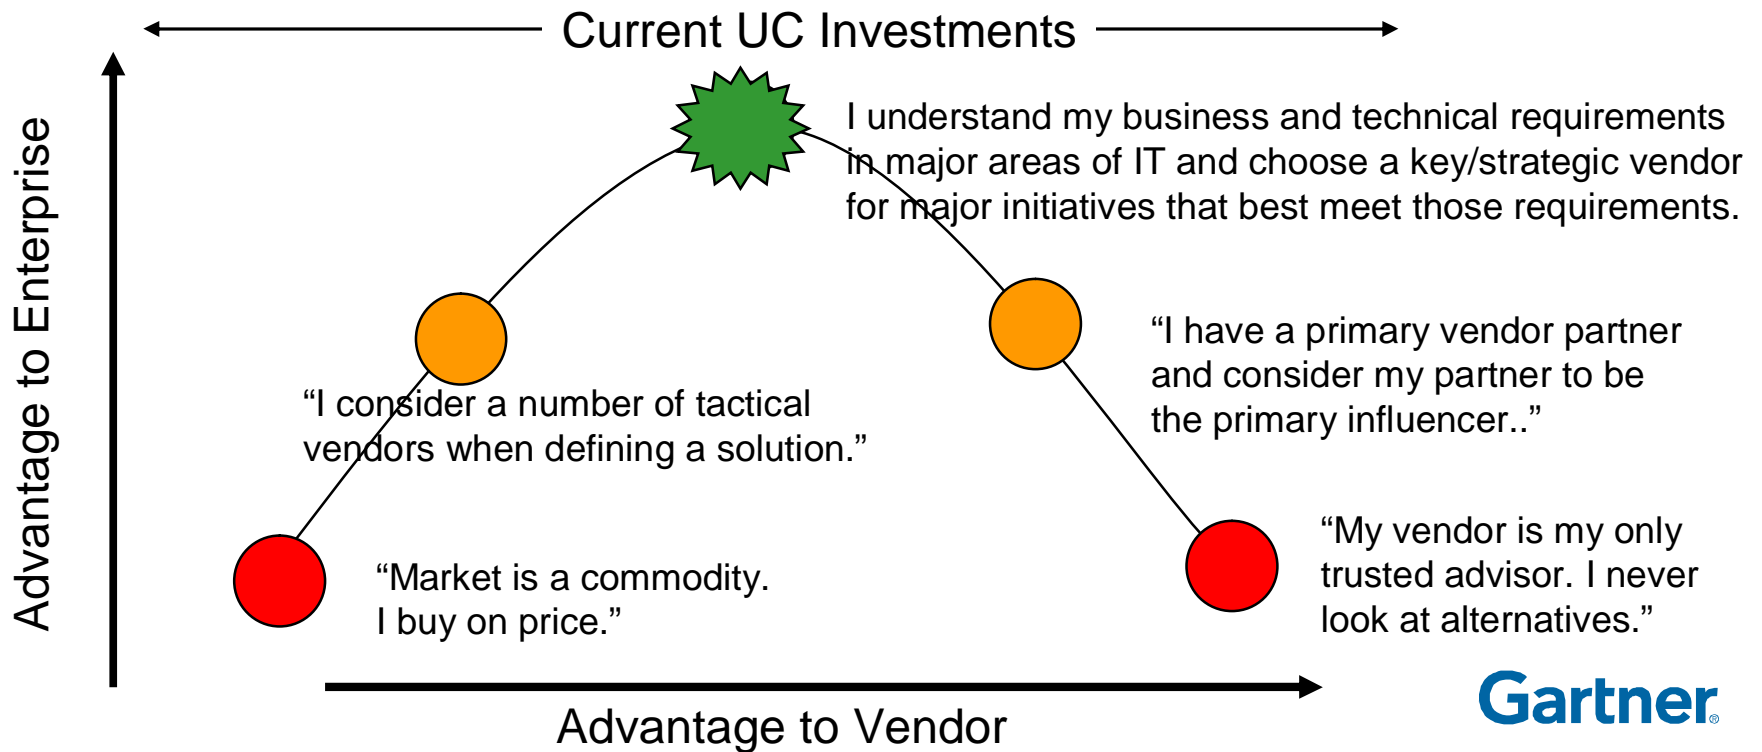 Current UC Investments
Advantage to Enterprise
I understand my business and technical requirements
in major areas of IT and choose a key/strategic vendor
for major initiatives that best meet those requirements.
“I have a primary vendor partner
and consider my partner to be
the primary influencer..”
“I consider a number of tactical
vendors when defining a solution.”
“My vendor is my only
trusted advisor. I never
look at alternatives.”
“Market is a commodity.
I buy on price.”
Advantage to Vendor
Gartner®